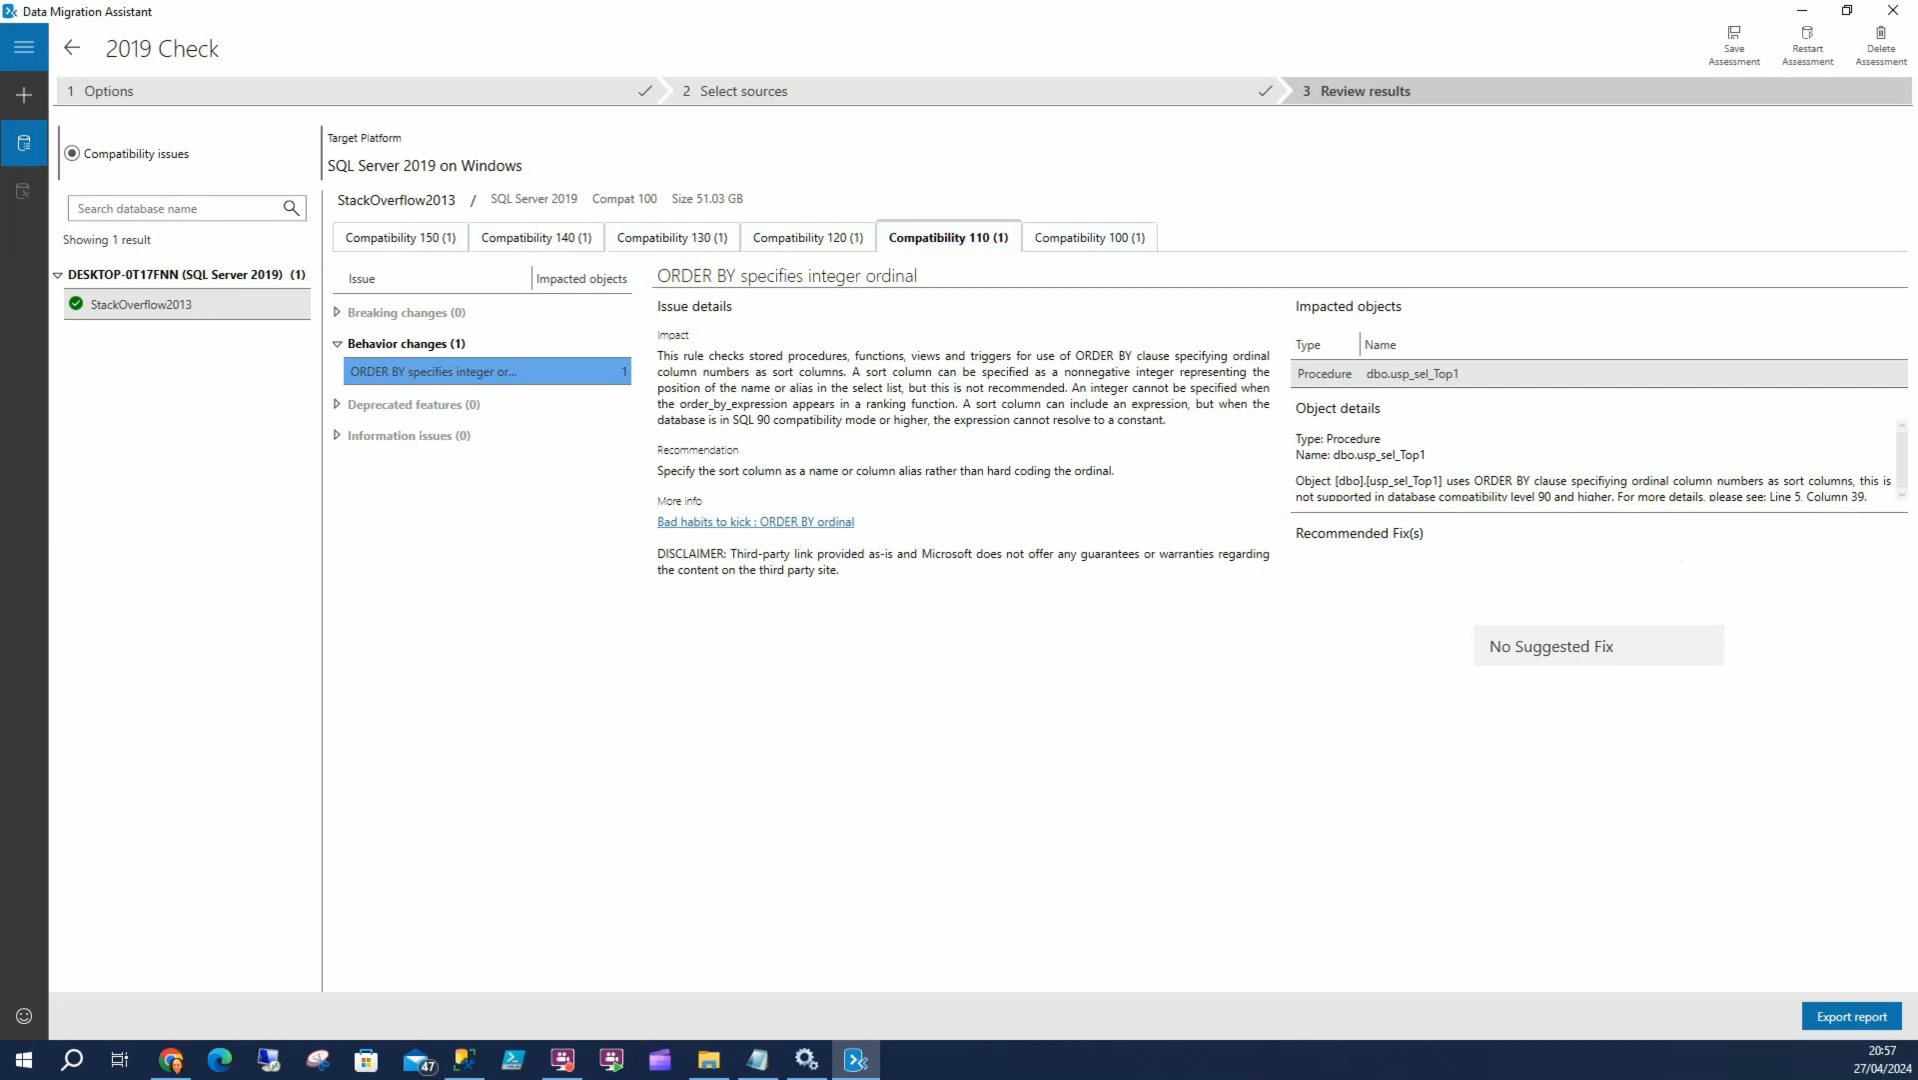 Data Migration Assistant
2019 Check
Save Assessment
Restart Assessment
Delete Assessment
1 Options
2 Select sources
3 Review results
Compatibility issues
Search database name
Showing 1 result
DESKTOP-0T17FNN (SQL Server 2019) (1)
StackOverflow2013
Target Platform
SQL Server 2019 on Windows
StackOverflow2013 / SQL Server 2019 Compat 100 Size 51.03 GB
Compatibility 150 (1) Compatibility 140 (1) Compatibility 130 (1) Compatibility 120 (1) Compatibility 110 (1) Compatibility 100 (1)
Issue Impacted objects
Breaking changes (0)
Behavior changes (1)
ORDER BY specifies integer or... 1
Deprecated features (0)
Information issues (0)
ORDER BY specifies integer ordinal
Issue details
Impact
This rule checks stored procedures, functions, views and triggers for use of ORDER BY clause specifying ordinal
column numbers as sort columns. A sort column can be specified as a nonnegative integer representing the
position of the name or alias in the select list, but this is not recommended. An integer cannot be specified when
the order_by_expression appears in a ranking function. A sort column can include an expression, but when the
database is in SQL 90 compatibility mode or higher, the expression cannot resolve to a constant.
Recommendation
Specify the sort column as a name or column alias rather than hard coding the ordinal.
More info
Bad habits to kick : ORDER BY ordinal
DISCLAIMER: Third-party link provided as-is and Microsoft does not offer any guarantees or warranties regarding
the content on the third party site.
Impacted objects
Type Name
Procedure dbo.usp_sel_Top1
Object details
Type: Procedure
Name: dbo.usp_sel_Top1
Object [dbo].[usp_sel_Top1] uses ORDER BY clause specifiying ordinal column numbers as sort columns, this is
not supported in database compatibility level 90 and higher. For more details, please see: Line 5, Column 39.
Recommended Fix(s)
No Suggested Fix
Export report
47
20:57
27/04/2024